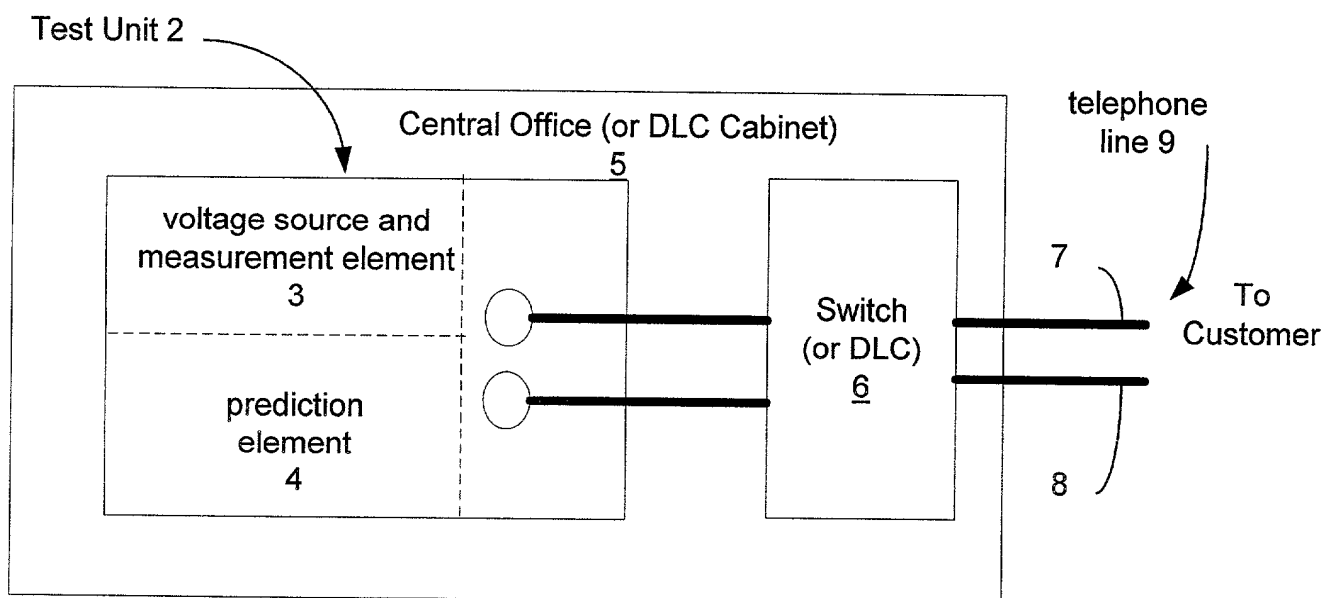 Test Unit 2
Central Office (or DLC Cabinet)
5
telephone
line 9
voltage source and
measurement element
3
prediction
element
4
Switch
(or DLC)
6
7
8
To
Customer